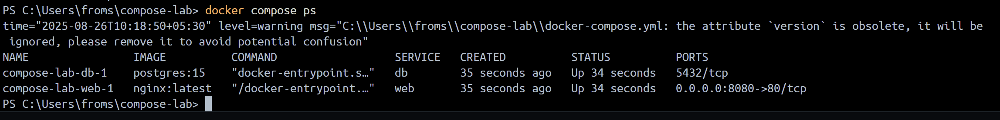 PS C:\Users\froms\compose-lab> docker compose ps
time="2025-08-26T10:18:50+05:30" level=warning msg="C:\\Users\\froms\\compose-lab\\docker-compose.yml: the attribute `version` is obsolete, it will be
 ignored, please remove it to avoid potential confusion"
NAME                IMAGE          COMMAND                  SERVICE   CREATED          STATUS          PORTS
compose-lab-db-1    postgres:15    "docker-entrypoint.s…"   db        35 seconds ago   Up 34 seconds   5432/tcp
compose-lab-web-1   nginx:latest   "/docker-entrypoint.…"   web       35 seconds ago   Up 34 seconds   0.0.0.0:8080->80/tcp
PS C:\Users\froms\compose-lab>